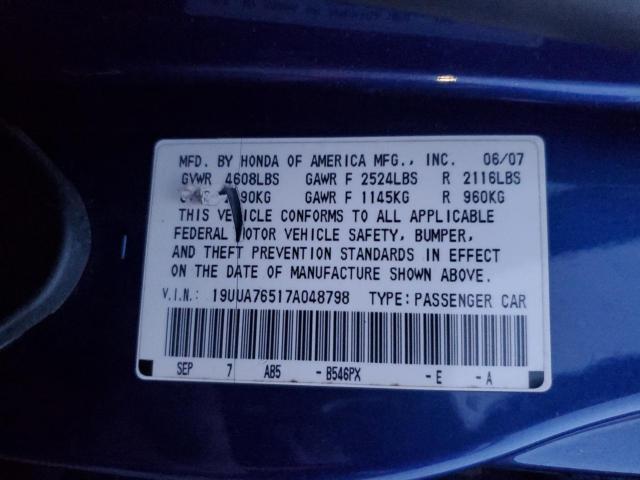 MFD. BY HONDA OF AMERICA MFG., INC. 06/07
GVWR 4608LBS GAWR F 2524LBS R 2116LBS
90KG GAWR F 1145KG R 960KG
THIS VEHICLE CONFORMS TO ALL APPLICABLE
FEDERAL MOTOR VEHICLE SAFETY, BUMPER,
AND THEFT PREVENTION STANDARDS IN EFFECT
ON THE DATE OF MANUFACTURE SHOWN ABOVE.
V.I.N.: 19UUA76517A048798 TYPE: PASSENGER CAR
SEP 7 AB5 -B546PX -E -A